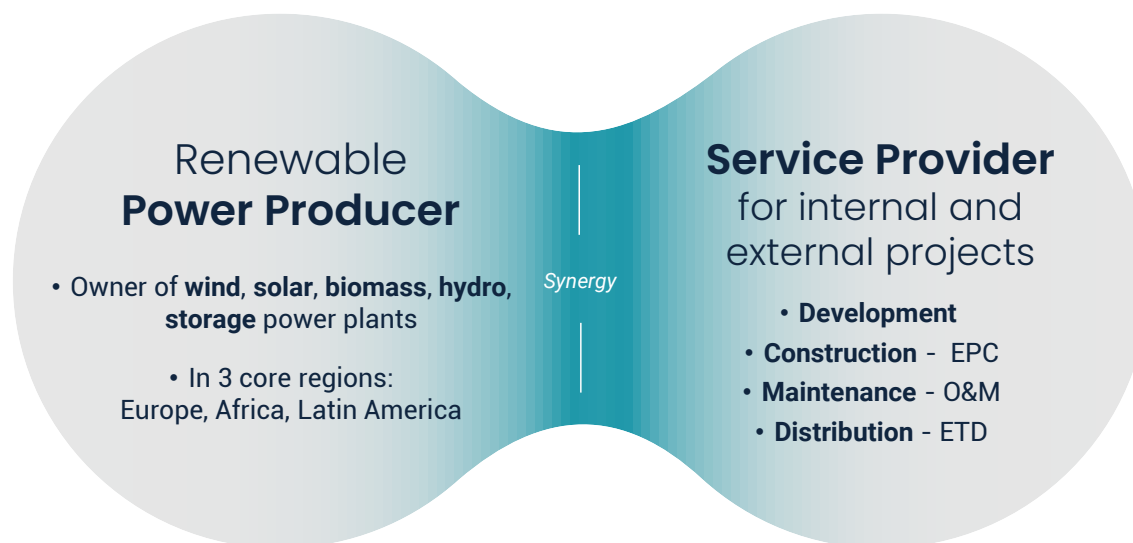 Renewable
Power Producer
• Owner of wind, solar, biomass, hydro,
storage power plants
• In 3 core regions:
Europe, Africa, Latin America
Synergy
Service Provider
for internal and
external projects
• Development
• Construction - EPC
• Maintenance - O&M
• Distribution - ETD